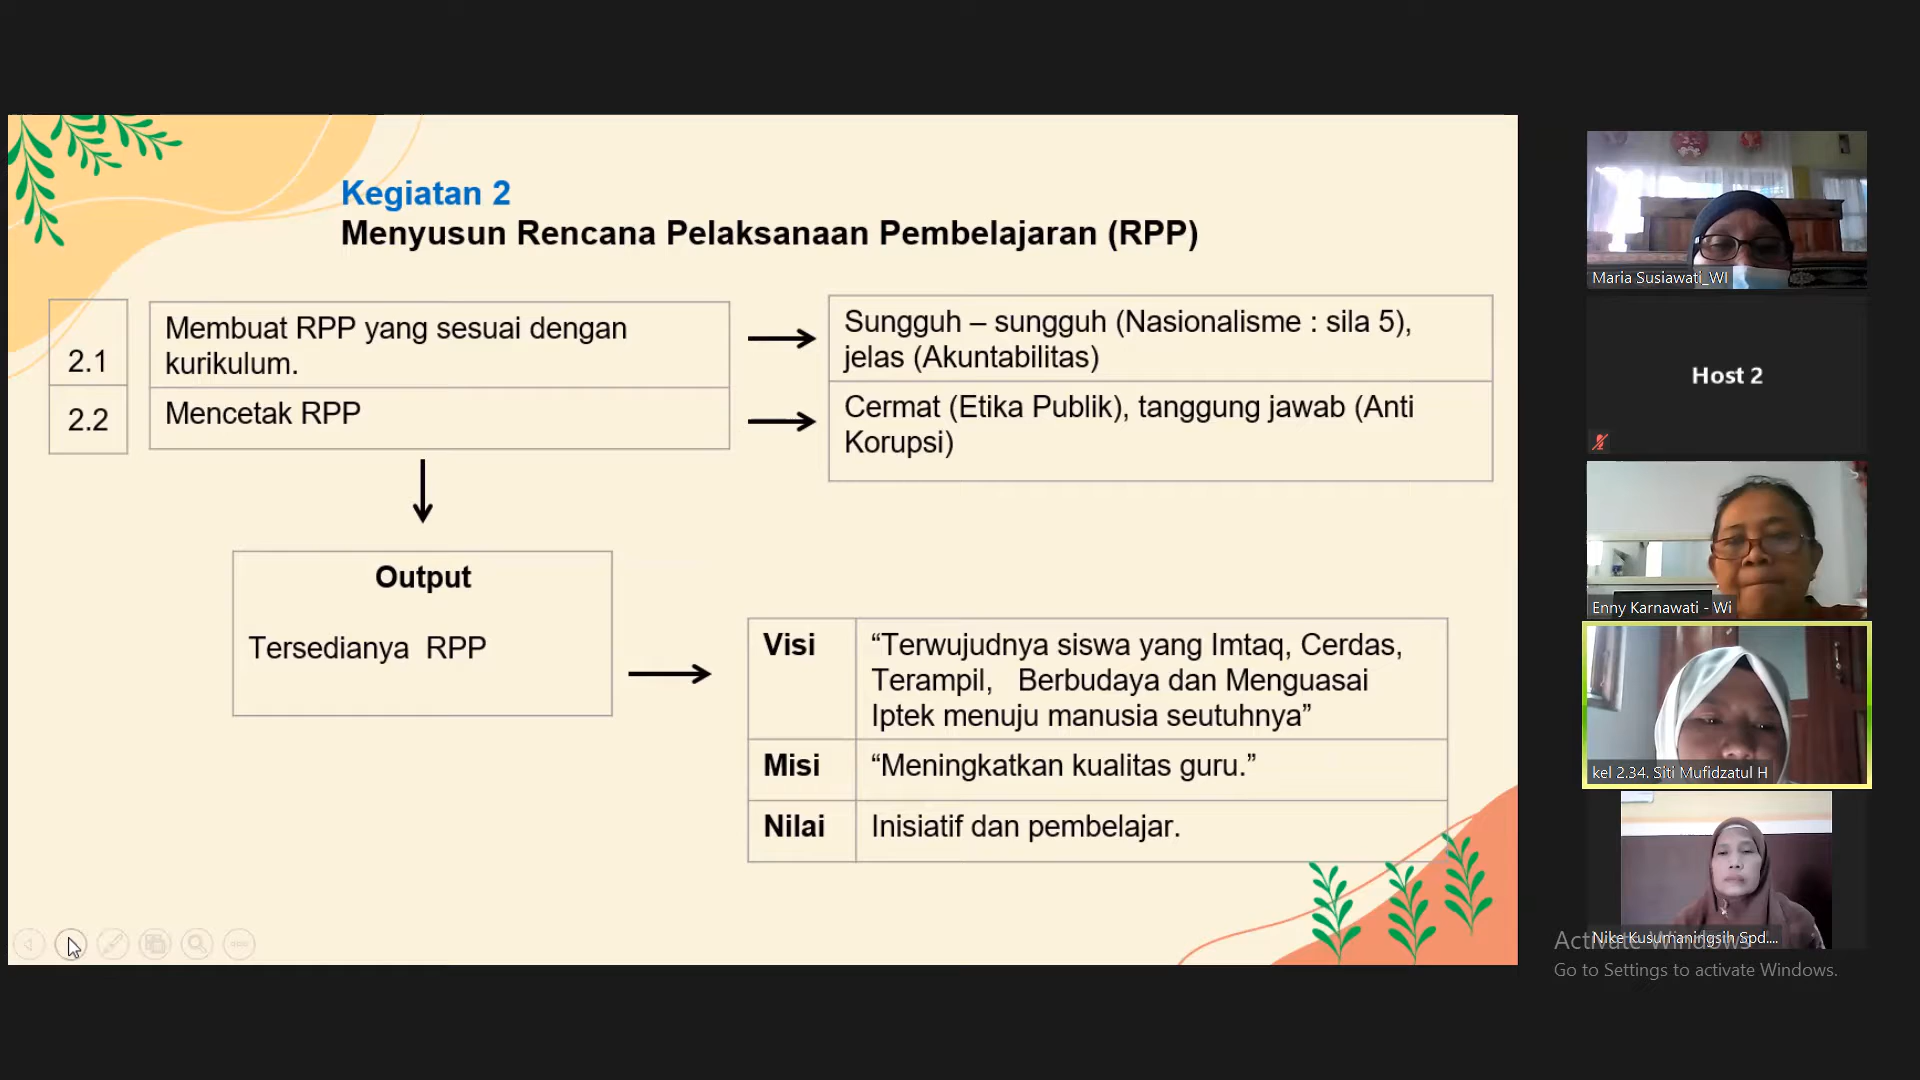 Kegiatan 2
Menyusun Rencana Pelaksanaan Pembelajaran (RPP)
2.1
Membuat RPP yang sesuai dengan
kurikulum.
Sungguh – sungguh (Nasionalisme : sila 5),
jelas (Akuntabilitas)
2.2
Mencetak RPP
Cermat (Etika Publik), tanggung jawab (Anti
Korupsi)
Output
Tersedianya RPP
Visi
“Terwujudnya siswa yang Imtaq, Cerdas,
Terampil, Berbudaya dan Menguasai
Iptek menuju manusia seutuhnya”
Misi
“Meningkatkan kualitas guru.”
Nilai
Inisiatif dan pembelajar.
Maria Susiawati_WI
Host 2
Enny Karnawati - Wi
kel 2.34. Siti Mufidzatul H
Nike Kusumaningsih Spd....
Activate Windows
Go to Settings to activate Windows.